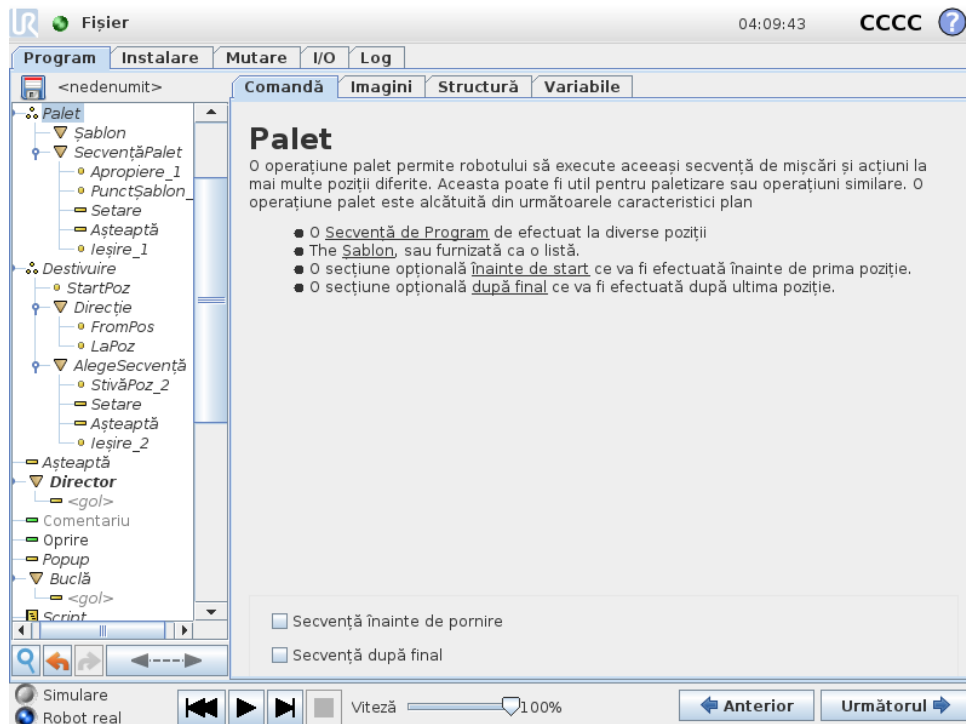 UR Fișier 04:09:43 CCCC ?
Program Instalare Mutare I/O Log
<nedenumit>
Comandă Imagini Structură Variabile
Palet
Șablon
SecvențăPalet
Apropiere_1
PunctȘablon_
Setare
Așteaptă
Ieșire_1
Destivuire
StartPoz
Direcție
FromPos
LaPoz
AlegeSecvență
StivăPoz_2
Setare
Așteaptă
Ieșire_2
Așteaptă
Director
<gol>
Comentariu
Oprire
Popup
Buclă
<gol>
Script
Palet
O operațiune palet permite robotului să execute aceeași secvență de mișcări și acțiuni la
mai multe poziții diferite. Aceasta poate fi util pentru paletizare sau operațiuni similare. O
operațiune palet este alcătuită din următoarele caracteristici plan
O Secvență de Program de efectuat la diverse poziții
The Șablon, sau furnizată ca o listă.
O secțiune opțională înainte de start ce va fi efectuată înainte de prima poziție.
O secțiune opțională după final ce va fi efectuată după ultima poziție.
Secvență înainte de pornire
Secvență după final
Simulare
Robot real
Viteză 100%
Anterior Următorul